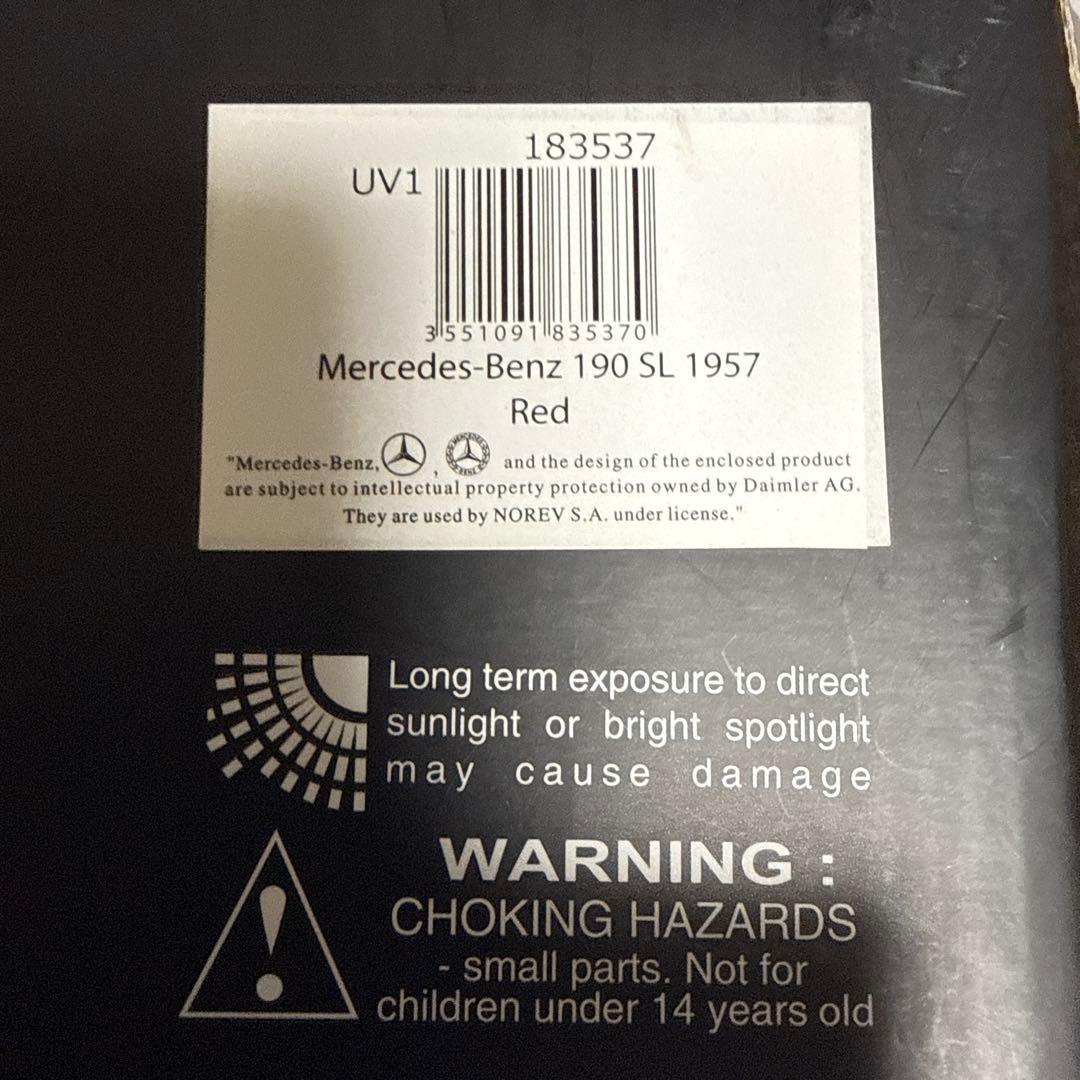 183537
UV1
3 551091 835370
Mercedes-Benz 190 SL 1957
Red
"Mercedes-Benz, , and the design of the enclosed product
are subject to intellectual property protection owned by Daimler AG.
They are used by NOREV S.A. under license."
Long term exposure to direct
sunlight or bright spotlight
may cause damage
WARNING :
CHOKING HAZARDS
- small parts. Not for
children under 14 years old